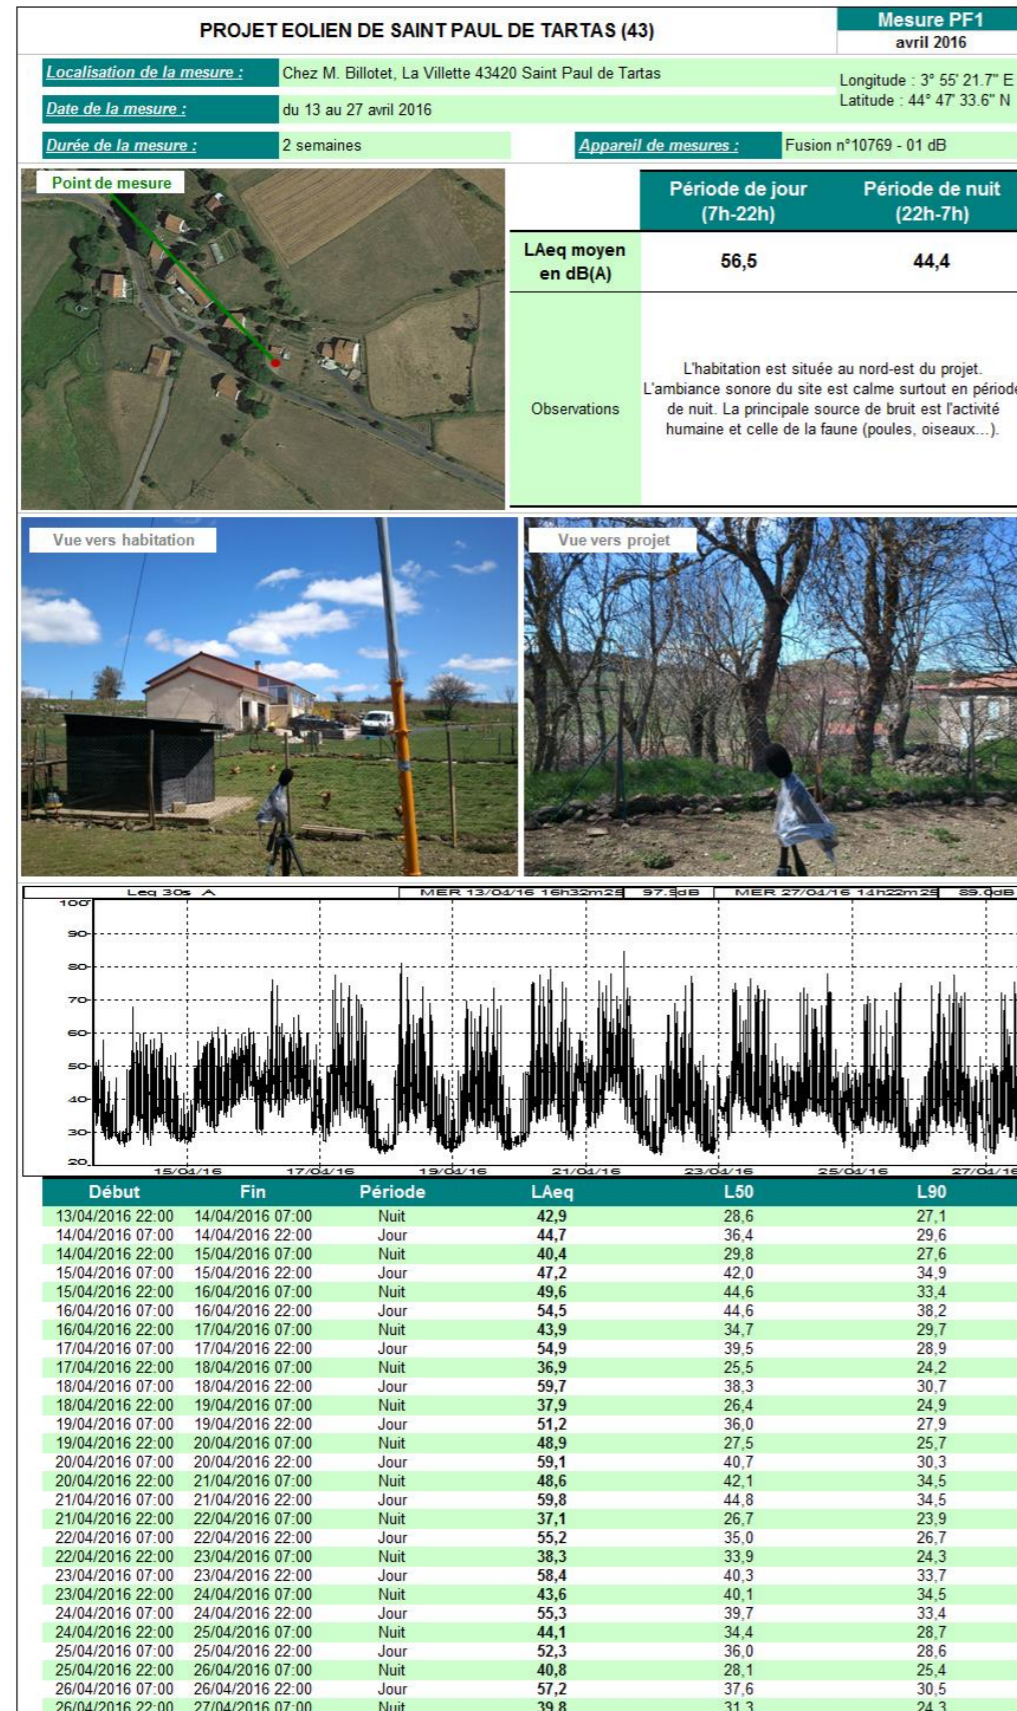 PROJET EOLIEN DE SAINT PAUL DE TARTAS (43)
Mesure PF1
avril 2016
Localisation de la mesure : Chez M. Billotet, La Villette 43420 Saint Paul de Tartas
Longitude : 3° 55' 21.7" E
Latitude : 44° 47' 33.6" N
Date de la mesure : du 13 au 27 avril 2016
Durée de la mesure : 2 semaines Appareil de mesures : Fusion n°10769 - 01 dB
Point de mesure
Période de jour (7h-22h) Période de nuit (22h-7h)
LAeq moyen en dB(A) 56,5 44,4
Observations
L'habitation est située au nord-est du projet.
L'ambiance sonore du site est calme surtout en période
de nuit. La principale source de bruit est l'activité
humaine et celle de la faune (poules, oiseaux…).
Vue vers habitation
Vue vers projet
Leq 30s A MER 13/04/16 16h32m25 97.9dB MER 27/04/16 14h22m25 89.0dB
100
90
80
70
60
50
40
30
20
15/04/16 17/04/16 19/04/16 21/04/16 23/04/16 25/04/16 27/04/16
Début Fin Période LAeq L50 L90
13/04/2016 22:00 14/04/2016 07:00 Nuit 42,9 28,6 27,1
14/04/2016 07:00 14/04/2016 22:00 Jour 44,7 36,4 29,6
14/04/2016 22:00 15/04/2016 07:00 Nuit 40,4 29,8 27,6
15/04/2016 07:00 15/04/2016 22:00 Jour 47,2 42,0 34,9
15/04/2016 22:00 16/04/2016 07:00 Nuit 49,6 44,6 33,4
16/04/2016 07:00 16/04/2016 22:00 Jour 54,5 44,6 38,2
16/04/2016 22:00 17/04/2016 07:00 Nuit 43,9 34,7 29,7
17/04/2016 07:00 17/04/2016 22:00 Jour 54,9 39,5 28,9
17/04/2016 22:00 18/04/2016 07:00 Nuit 36,9 25,5 24,2
18/04/2016 07:00 18/04/2016 22:00 Jour 59,7 38,3 30,7
18/04/2016 22:00 19/04/2016 07:00 Nuit 37,9 26,4 24,9
19/04/2016 07:00 19/04/2016 22:00 Jour 51,2 36,0 27,9
19/04/2016 22:00 20/04/2016 07:00 Nuit 48,9 27,5 25,7
20/04/2016 07:00 20/04/2016 22:00 Jour 59,1 40,7 30,3
20/04/2016 22:00 21/04/2016 07:00 Nuit 48,6 42,1 34,5
21/04/2016 07:00 21/04/2016 22:00 Jour 59,8 44,8 34,5
21/04/2016 22:00 22/04/2016 07:00 Nuit 37,1 26,7 23,9
22/04/2016 07:00 22/04/2016 22:00 Jour 55,2 35,0 26,7
22/04/2016 22:00 23/04/2016 07:00 Nuit 38,3 33,9 24,3
23/04/2016 07:00 23/04/2016 22:00 Jour 58,4 40,3 33,7
23/04/2016 22:00 24/04/2016 07:00 Nuit 43,6 40,1 34,5
24/04/2016 07:00 24/04/2016 22:00 Jour 55,3 39,7 33,4
24/04/2016 22:00 25/04/2016 07:00 Nuit 44,1 34,4 28,7
25/04/2016 07:00 25/04/2016 22:00 Jour 52,3 36,0 28,6
25/04/2016 22:00 26/04/2016 07:00 Nuit 40,8 28,1 25,4
26/04/2016 07:00 26/04/2016 22:00 Jour 57,2 37,6 30,5
26/04/2016 22:00 27/04/2016 07:00 Nuit 39,8 31,3 24,3